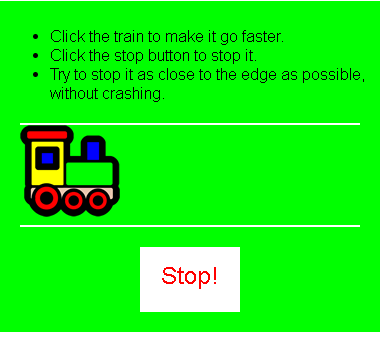 Click the train to make it go faster.
Click the stop button to stop it.
Try to stop it as close to the edge as possible,
without crashing.
Stop!